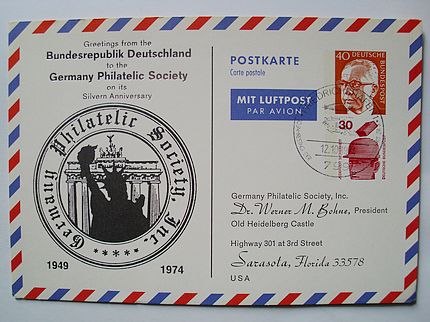 Greetings from the
Bundesrepublik Deutschland
to the
Germany Philatelic Society
on its
Silvern Anniversary
Germany Philatelic Society, Inc.
1949
1974
POSTKARTE
Carte postale
MIT LUFTPOST
PAR AVION
40 DEUTSCHE
BUNDESPOST
30
12.10
Germany Philatelic Society, Inc.
Dr. Werner M. Bohne, President
Old Heidelberg Castle
Highway 301 at 3rd Street
Sarasota, Florida 33578
USA